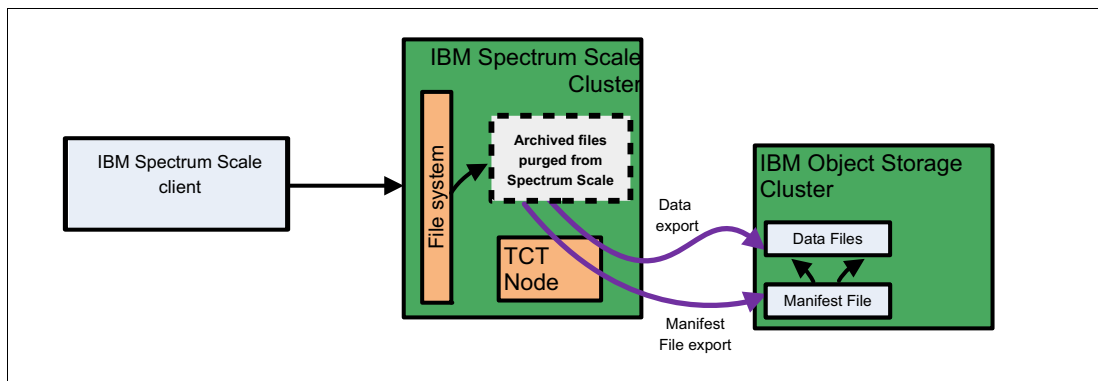 IBM Spectrum Scale
client
IBM Spectrum Scale
Cluster
File system
Archived files
purged from
Spectrum Scale
TCT
Node
Data
export
Manifest
File export
IBM Object Storage
Cluster
Data Files
Manifest File